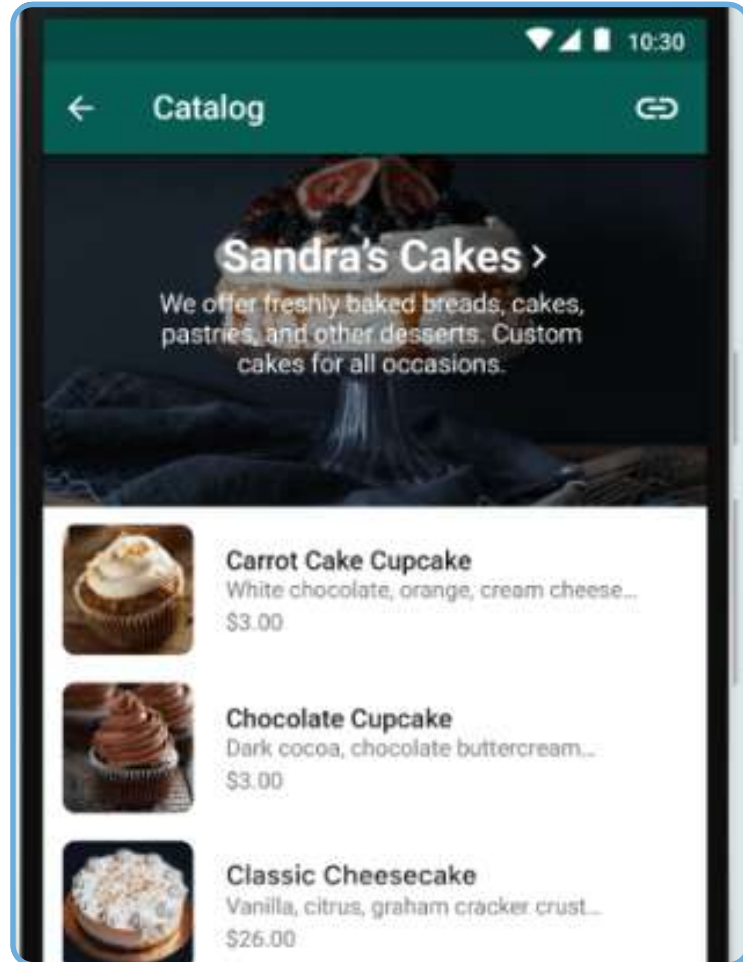 10:30
Catalog
Sandra's Cakes
We offer freshly baked breads, cakes,
pastries, and other desserts. Custom
cakes for all occasions.
Carrot Cake Cupcake
White chocolate, orange, cream cheese...
$3.00
Chocolate Cupcake
Dark cocoa, chocolate buttercream...
$3.00
Classic Cheesecake
Vanilla, citrus, graham cracker crust...
$26.00